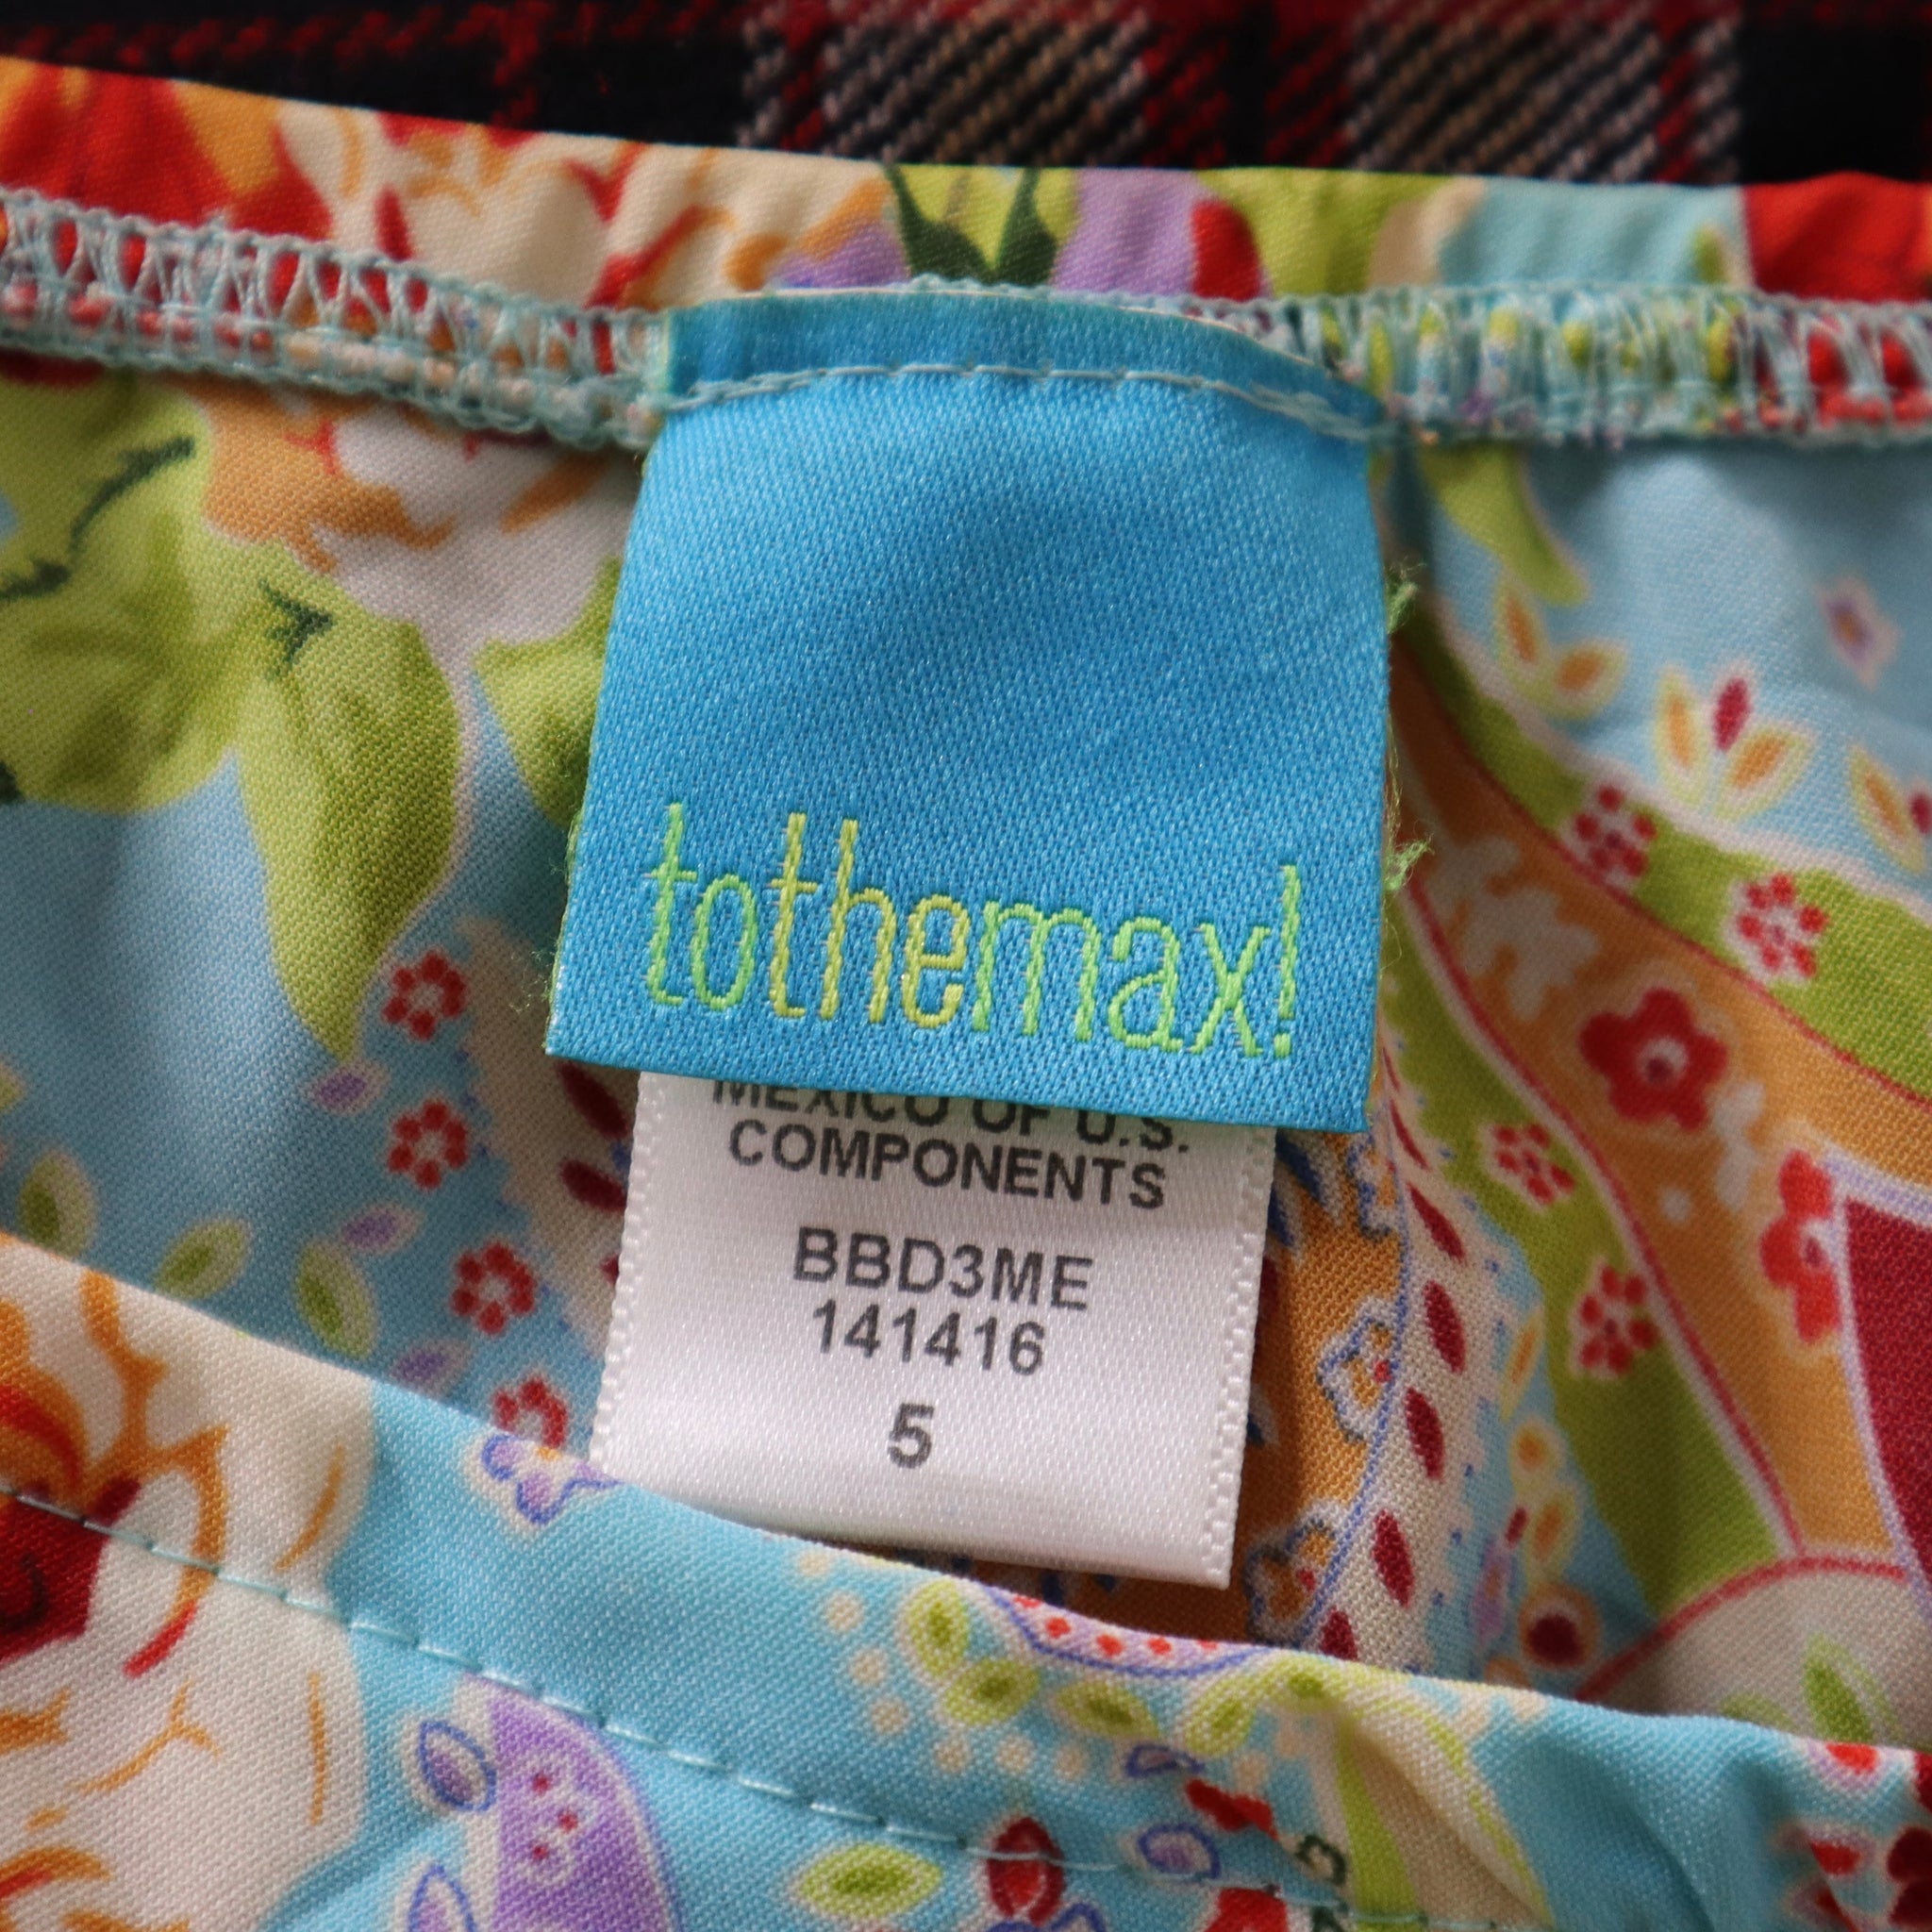 tothemax!
MEXICO OF U.S.
COMPONENTS
BBD3ME
141416
5